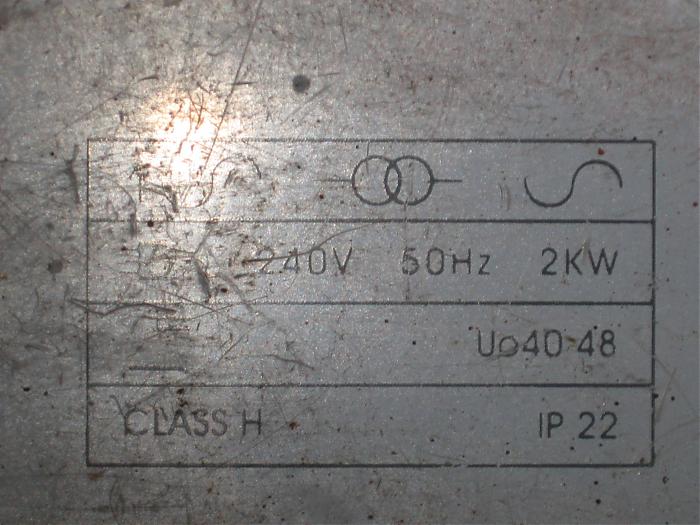 240V 50Hz 2KW
Uo40-48
CLASS H IP 22